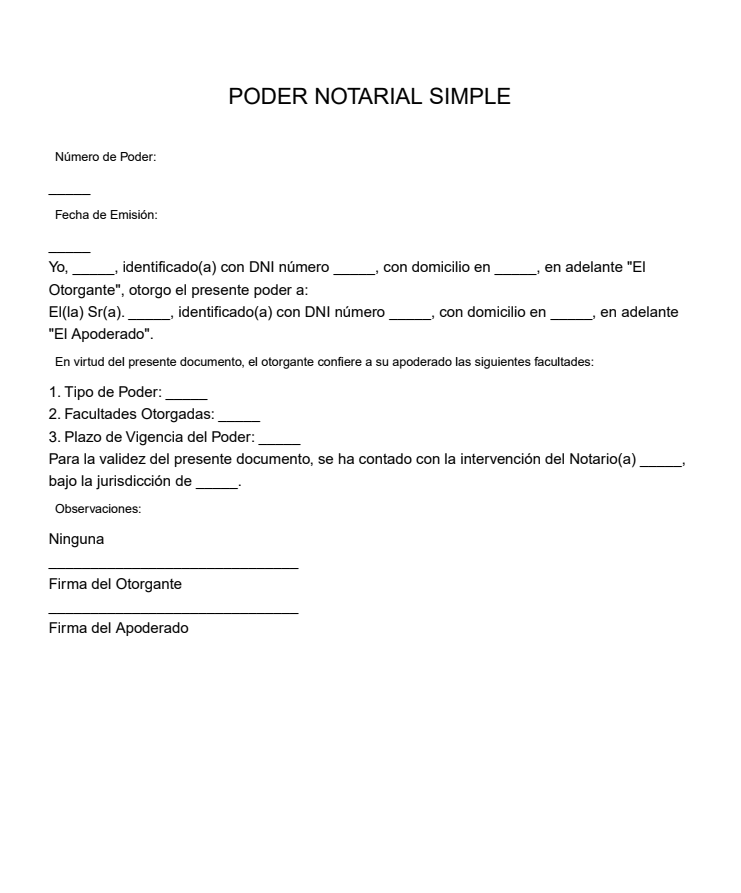 PODER NOTARIAL SIMPLE
Número de Poder:
_____
Fecha de Emisión:
_____
Yo, _____, identificado(a) con DNI número _____, con domicilio en _____, en adelante "El
Otorgante", otorgo el presente poder a:
El(la) Sr(a). _____, identificado(a) con DNI número _____, con domicilio en _____, en adelante
"El Apoderado".
En virtud del presente documento, el otorgante confiere a su apoderado las siguientes facultades:
1. Tipo de Poder: _____
2. Facultades Otorgadas: _____
3. Plazo de Vigencia del Poder: _____
Para la validez del presente documento, se ha contado con la intervención del Notario(a) _____,
bajo la jurisdicción de _____.
Observaciones:
Ninguna
______________________________
Firma del Otorgante
______________________________
Firma del Apoderado